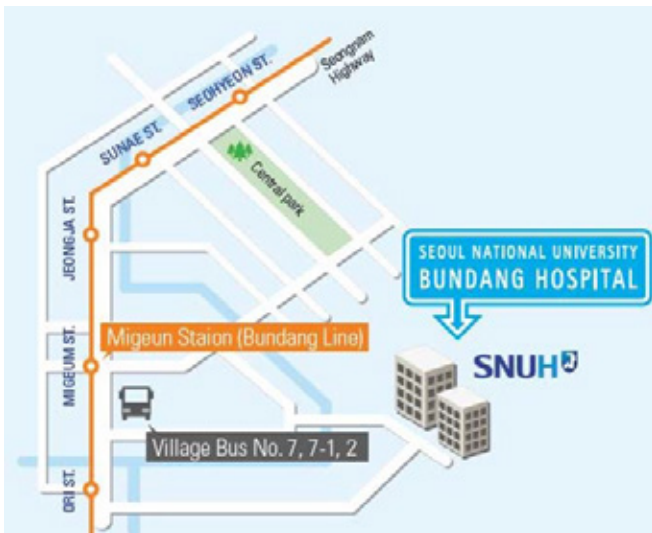 SEOHYEON ST.
Seongnam
Highway
SUNAE ST.
Central park
JEONGJA ST.
SEOUL NATIONAL UNIVERSITY
BUNDANG HOSPITAL
Migeun Staion (Bundang Line)
MIGEUM ST.
SNUH
Village Bus No. 7, 7-1, 2
ORI ST.